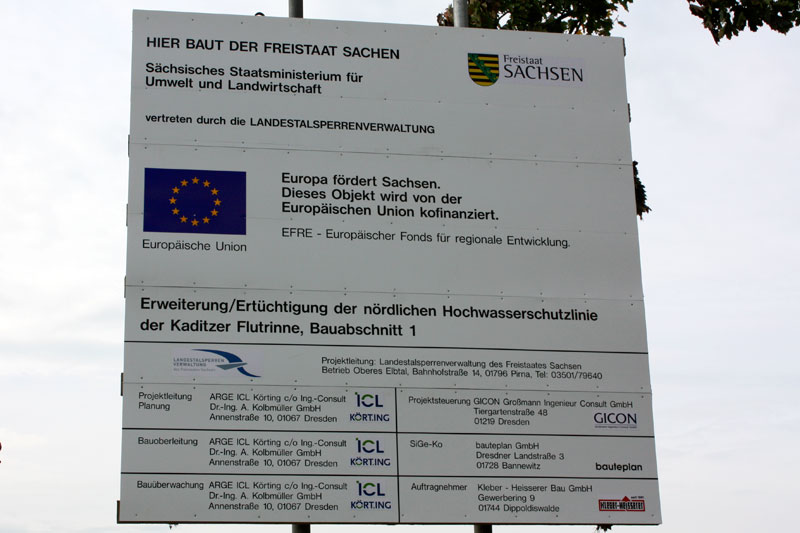 HIER BAUT DER FREISTAAT SACHEN
Sächsisches Staatsministerium für
Umwelt und Landwirtschaft
vertreten durch die LANDESTALSPERRENVERWALTUNG
Freistaat
SACHSEN
Europa fördert Sachsen.
Dieses Objekt wird von der
Europäischen Union kofinanziert.
EFRE - Europäischer Fonds für regionale Entwicklung.
Europäische Union
Erweiterung/Ertüchtigung der nördlichen Hochwasserschutzlinie
der Kaditzer Flutrinne, Bauabschnitt 1
LANDESTALSPERREN
VERWALTUNG
des Freistaates Sachsen
Projektleitung: Landestalsperrenverwaltung des Freistaates Sachsen
Betrieb Oberes Elbtal, Bahnhofstraße 14, 01796 Pirna, Tel: 03501/79640
Projektleitung
Planung
ARGE ICL Körting c/o Ing.-Consult
Dr.-Ing. A. Kolbmüller GmbH
Annenstraße 10, 01067 Dresden
ICL
KÖRTING
Projektsteuerung GICON Großmann Ingenieur Consult GmbH
Tiergartenstraße 48
01219 Dresden
GICON
Bauoberleitung
ARGE ICL Körting c/o Ing.-Consult
Dr.-Ing. A. Kolbmüller GmbH
Annenstraße 10, 01067 Dresden
ICL
KÖRTING
SiGe-Ko
bauteplan GmbH
Dresdner Landstraße 3
01728 Bannewitz
bauteplan
Bauüberwachung
ARGE ICL Körting c/o Ing.-Consult
Dr.-Ing. A. Kolbmüller GmbH
Annenstraße 10, 01067 Dresden
ICL
KÖRTING
Auftragnehmer
Kleber - Heisserer Bau GmbH
Gewerbering 9
01744 Dippoldiswalde
KLEBER-HEISSERER